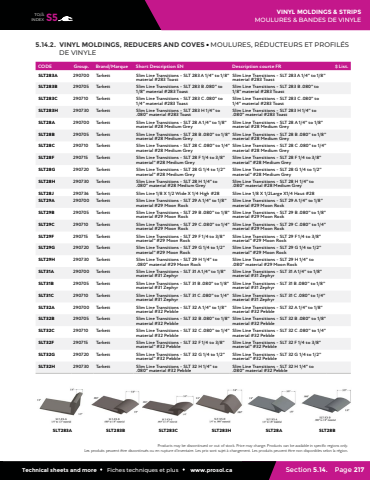 TO/S
INDEX S5
VINYL MOLDINGS & STRIPS
MOULURES & BANDES DE VINYLE
5.14.2. VINYL MOLDINGS, REDUCERS AND COVES • MOULURES, RÉDUCTEURS ET PROFILÉS
DE VINYLE
CODE Group. Brand/Marque Short Description EN Description courte FR $ Liste.
SLT283A 290700 Tarkett Slim Line Transitions - SLT 283 A 1/4" to 1/8" Slim Line Transitions - SLT 283 A 1/4" to 1/8"
material #283 Toast material #283 Toast
SLT283B 290705 Tarkett Slim Line Transitions - SLT 283 B .080" to Slim Line Transitions - SLT 283 B .080" to
1/8" material #283 Toast 1/8" material #283 Toast
SLT283C 290710 Tarkett Slim Line Transitions - SLT 283 C .080" to Slim Line Transitions - SLT 283 C .080" to
1/4" material #283 Toast 1/4" material #283 Toast
SLT283H 290730 Tarkett Slim Line Transitions - SLT 283 H 1/4" to Slim Line Transitions - SLT 283 H 1/4" to
.080" material #283 Toast .080" material #283 Toast
SLT28A 290700 Tarkett Slim Line Transitions - SLT 28 A 1/4" to 1/8" Slim Line Transitions - SLT 28 A 1/4" to 1/8"
material #28 Medium Grey material #28 Medium Grey
SLT28B 290705 Tarkett Slim Line Transitions - SLT 28 B .080" to 1/8" Slim Line Transitions - SLT 28 B .080" to 1/8"
material #28 Medium Grey material #28 Medium Grey
SLT28C 290710 Tarkett Slim Line Transitions - SLT 28 C .080" to 1/4" Slim Line Transitions - SLT 28 C .080" to 1/4"
material #28 Medium Grey material #28 Medium Grey
SLT28F 290715 Tarkett Slim Line Transitions - SLT 28 F 1/4 to 3/8" Slim Line Transitions - SLT 28 F 1/4 to 3/8"
material" #28 Medium Grey material" #28 Medium Grey
SLT28G 290720 Tarkett Slim Line Transitions - SLT 28 G 1/4 to 1/2" Slim Line Transitions - SLT 28 G 1/4 to 1/2"
material" #28 Medium Grey material" #28 Medium Grey
SLT28H 290730 Tarkett Slim Line Transitions - SLT 28 H 1/4" to Slim Line Transitions - SLT 28 H 1/4" to
.080" material #28 Medium Grey .080" material #28 Medium Grey
SLT28J 290736 Tarkett Slim Line 1/8 X 1/2 Wide X 1/4 High #28 Slim Line 1/8 X 1/2Large X1/4 Haut #28
SLT29A 290700 Tarkett Slim Line Transitions - SLT 29 A 1/4" to 1/8" Slim Line Transitions - SLT 29 A 1/4" to 1/8"
material #29 Moon Rock material #29 Moon Rock
SLT29B 290705 Tarkett Slim Line Transitions - SLT 29 B .080" to 1/8" Slim Line Transitions - SLT 29 B .080" to 1/8"
material #29 Moon Rock material #29 Moon Rock
SLT29C 290710 Tarkett Slim Line Transitions - SLT 29 C .080" to 1/4" Slim Line Transitions - SLT 29 C .080" to 1/4"
material #29 Moon Rock material #29 Moon Rock
SLT29F 290715 Tarkett Slim Line Transitions - SLT 29 F 1/4 to 3/8" Slim Line Transitions - SLT 29 F 1/4 to 3/8"
material" #29 Moon Rock material" #29 Moon Rock
SLT29G 290720 Tarkett Slim Line Transitions - SLT 29 G 1/4 to 1/2" Slim Line Transitions - SLT 29 G 1/4 to 1/2"
material" #29 Moon Rock material" #29 Moon Rock
SLT29H 290730 Tarkett Slim Line Transitions - SLT 29 H 1/4" to Slim Line Transitions - SLT 29 H 1/4" to
.080" material #29 Moon Rock .080" material #29 Moon Rock
SLT31A 290700 Tarkett Slim Line Transitions - SLT 31 A 1/4" to 1/8" Slim Line Transitions - SLT 31 A 1/4" to 1/8"
material #31 Zephyr material #31 Zephyr
SLT31B 290705 Tarkett Slim Line Transitions - SLT 31 B .080" to 1/8" Slim Line Transitions - SLT 31 B .080" to 1/8"
material #31 Zephyr material #31 Zephyr
SLT31C 290710 Tarkett Slim Line Transitions - SLT 31 C .080" to 1/4" Slim Line Transitions - SLT 31 C .080" to 1/4"
material #31 Zephyr material #31 Zephyr
SLT32A 290700 Tarkett Slim Line Transitions - SLT 32 A 1/4" to 1/8" Slim Line Transitions - SLT 32 A 1/4" to 1/8"
material #32 Pebble material #32 Pebble
SLT32B 290705 Tarkett Slim Line Transitions - SLT 32 B .080" to 1/8" Slim Line Transitions - SLT 32 B .080" to 1/8"
material #32 Pebble material #32 Pebble
SLT32C 290710 Tarkett Slim Line Transitions - SLT 32 C .080" to 1/4" Slim Line Transitions - SLT 32 C .080" to 1/4"
material #32 Pebble material #32 Pebble
SLT32F 290715 Tarkett Slim Line Transitions - SLT 32 F 1/4 to 3/8" Slim Line Transitions - SLT 32 F 1/4 to 3/8"
material" #32 Pebble material" #32 Pebble
SLT32G 290720 Tarkett Slim Line Transitions - SLT 32 G 1/4 to 1/2" Slim Line Transitions - SLT 32 G 1/4 to 1/2"
material" #32 Pebble material" #32 Pebble
SLT32H 290730 Tarkett Slim Line Transitions - SLT 32 H 1/4" to Slim Line Transitions - SLT 32 H 1/4" to
.080" material #32 Pebble .080" material #32 Pebble
SLT283A SLT283B SLT283C SLT283H SLT28A SLT28B
Products may be discontinued or out of stock. Price may change. Products can be available in specific regions only.
Les produits peuvent être discontinués ou en rupture d'inventaire. Les prix sont sujet à changement. Les produits peuvent être non disponibles selon la région.
Technical sheets and more • Fiches techniques et plus • www.prosol.ca Section 5.14. Page 217